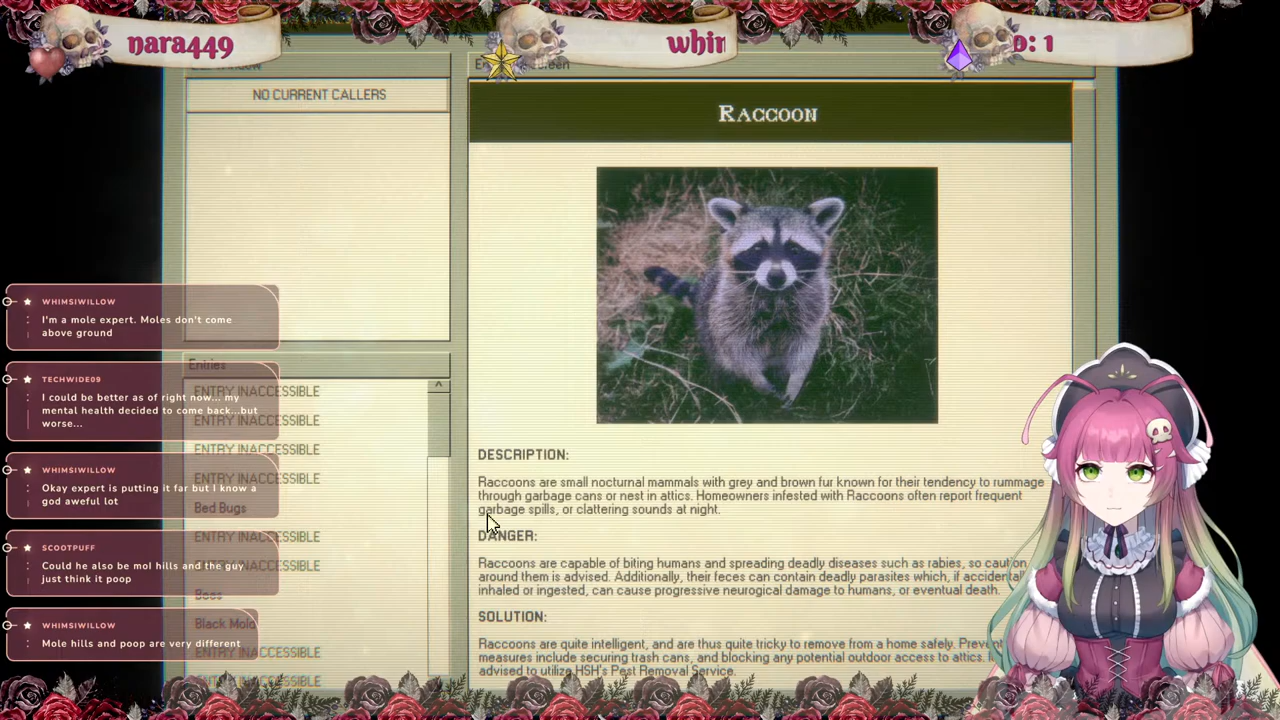 nara449
whir
D: 1
NO CURRENT CALLERS
RACCOON
WHIMSIWILLOW
I'm a mole expert. Moles don't come
above ground
TECHWIDE09
I could be better as of right now... my
mental health decided to come back...but
worse...
WHIMSIWILLOW
Okay expert is putting it far but I know a
god aweful lot
SCOOTPUFF
Could he also be mol hills and the guy
just think it poop
WHIMSIWILLOW
Mole hills and poop are very different
Entries
ENTRY INACCESSIBLE
ENTRY INACCESSIBLE
ENTRY INACCESSIBLE
ENTRY INACCESSIBLE
Bed Bugs
ENTRY INACCESSIBLE
ENTRY INACCESSIBLE
Bees
Black Mold
ENTRY INACCESSIBLE
ENTRY INACCESSIBLE
DESCRIPTION:
Raccoons are small nocturnal mammals with grey and brown fur known for their tendency to rummage
through garbage cans or nest in attics. Homeowners infested with Raccoons often report frequent
garbage spills, or clattering sounds at night.
DANGER:
Raccoons are capable of biting humans and spreading deadly diseases such as rabies, so caution
around them is advised. Additionally, their feces can contain deadly parasites which, if accidental
inhaled or ingested, can cause progressive neurogical damage to humans, or eventual death.
SOLUTION:
Raccoons are quite intelligent, and are thus quite tricky to remove from a home safely. Prevent
measures include securing trash cans, and blocking any potential outdoor access to attics.
advised to utilize HSH's Pest Removal Service.